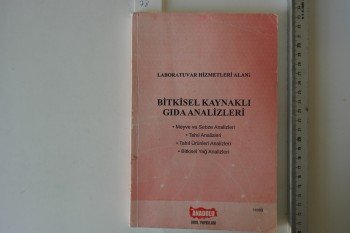 LABORATUVAR HİZMETLERİ ALANI
BİTKİSEL KAYNAKLI
GIDA ANALİZLERİ
• Meyve ve Sebze Analizleri
• Tahıl Analizleri
• Tahıl Ürünleri Analizleri
• Bitkisel Yağ Analizleri
ANADOLU